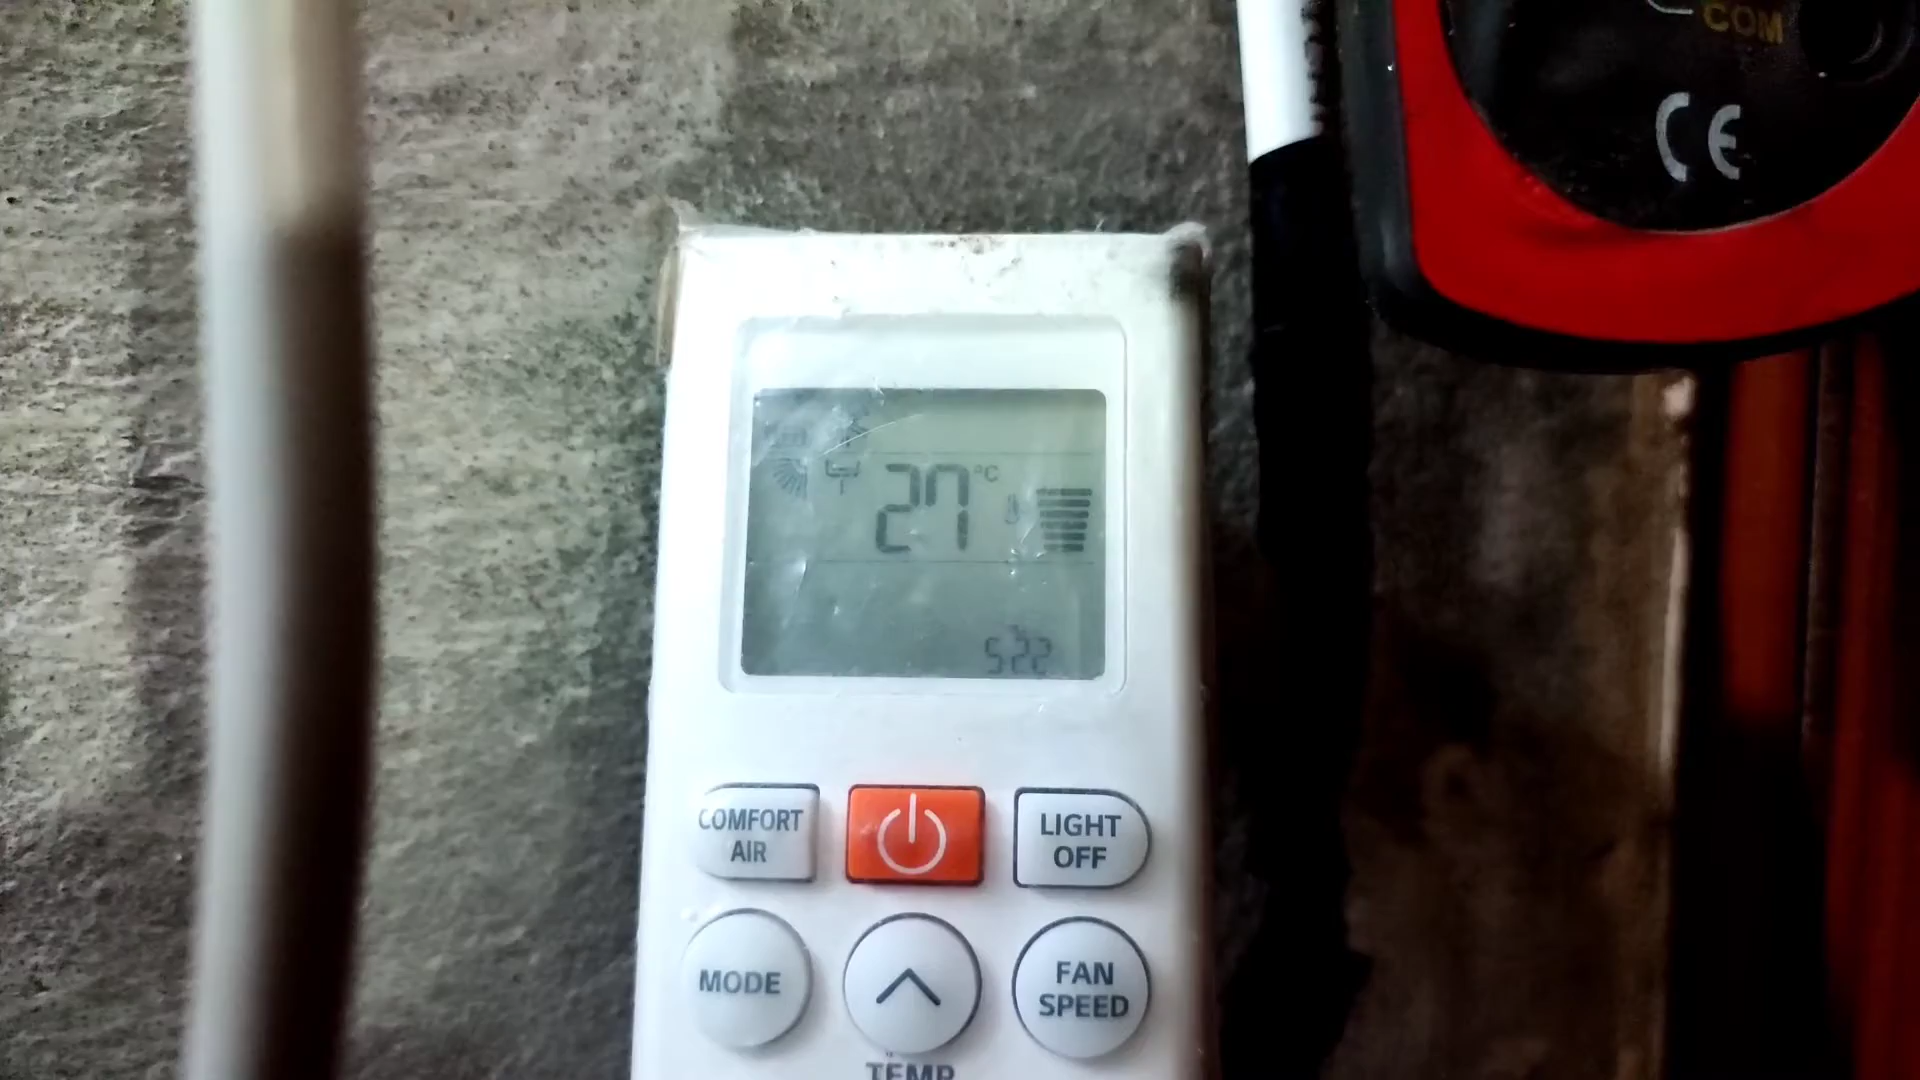 COM
CE
27 °C
522
COMFORT
AIR
LIGHT
OFF
MODE
FAN
SPEED
TEMP